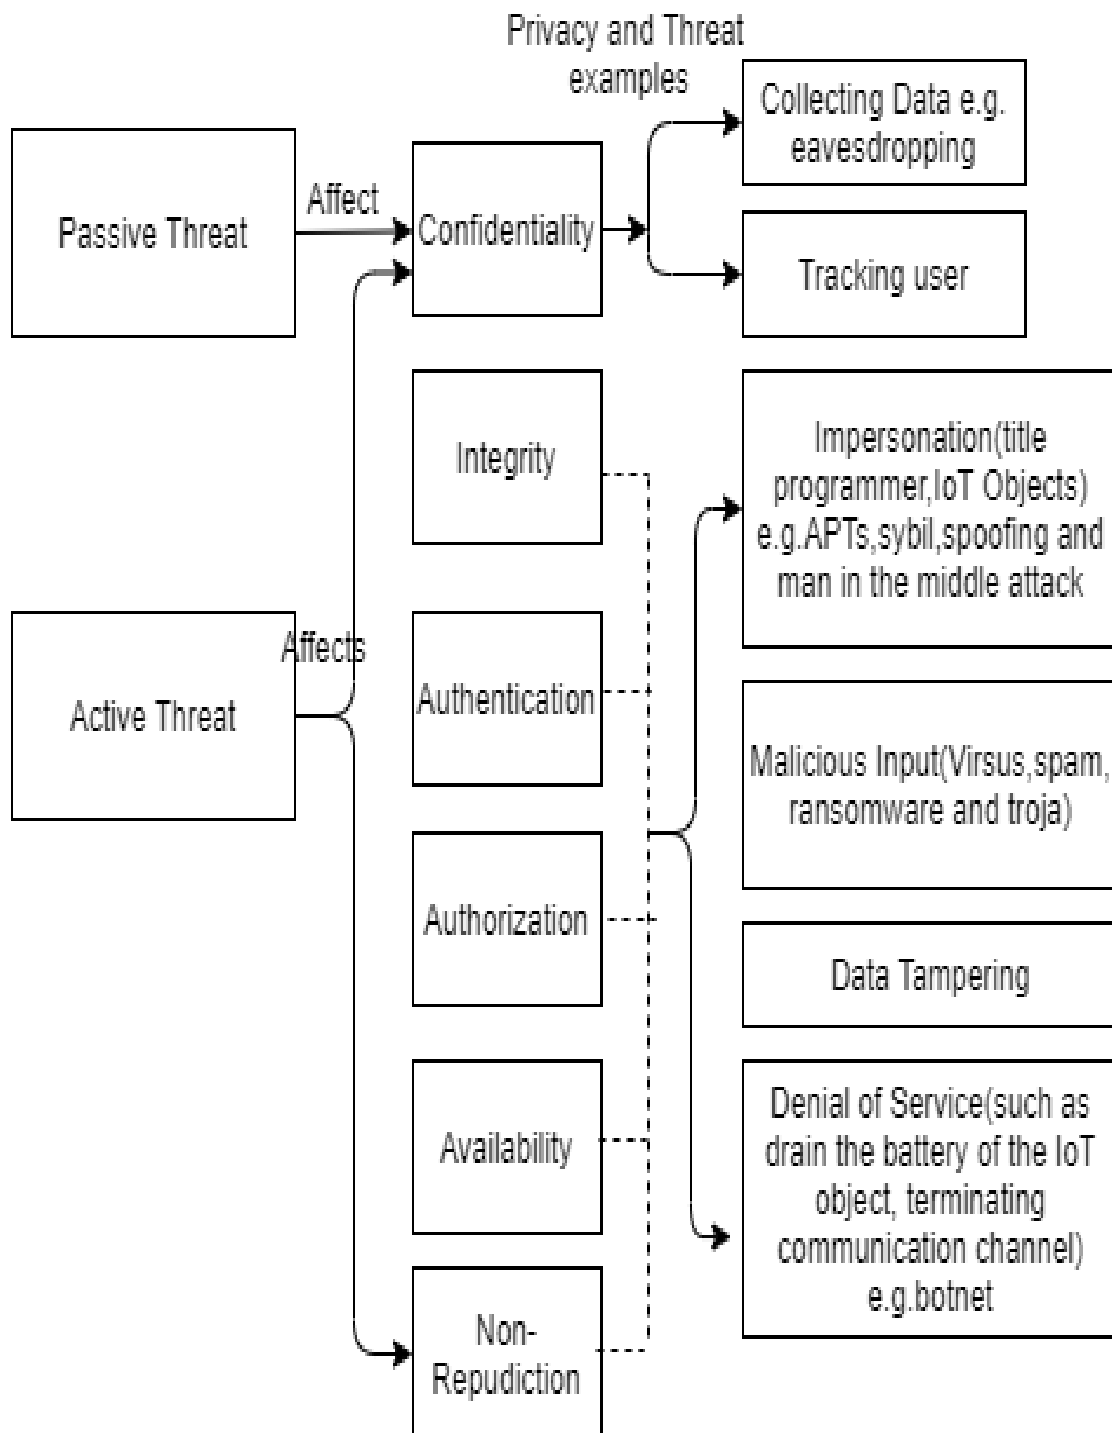 Privacy and Threat
examples
Collecting Data e.g.
eavesdropping
Passive Threat
Affect
Confidentiality
Tracking user
Integrity
Impersonation(title
programmer,IoT Objects)
e.g.APTs,sybil,spoofing and
man in the middle attack
Active Threat
Affects
Authentication
Malicious Input(Virsus,spam,
ransomware and troja)
Authorization
Data Tampering
Availability
Denial of Service(such as
drain the battery of the IoT
object, terminating
communication channel)
e.g.botnet
Non-
Repudiction